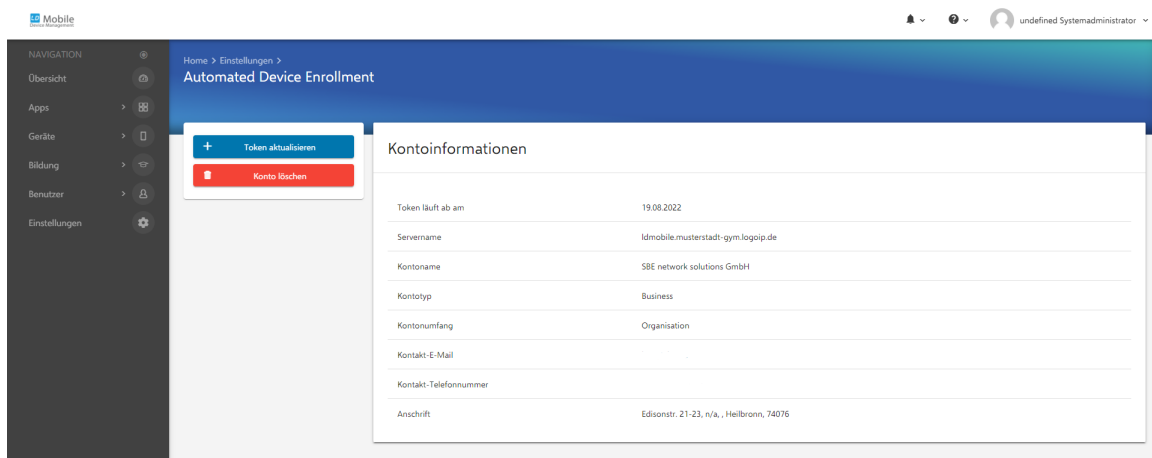 LD Mobile
Device Management
undefined Systemadministrator
NAVIGATION
Übersicht
Apps
Geräte
Bildung
Benutzer
Einstellungen
Home > Einstellungen >
Automated Device Enrollment
Token aktualisieren
Konto löschen
Kontoinformationen
Token läuft ab am 19.08.2022
Servername ldmobile.musterstadt-gym.logoip.de
Kontoname SBE network solutions GmbH
Kontotyp Business
Kontonumfang Organisation
Kontakt-E-Mail
Kontakt-Telefonnummer
Anschrift Edisonstr. 21-23, n/a, , Heilbronn, 74076